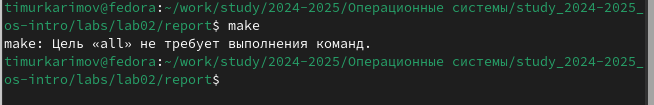 timurkarimov@fedora:~/work/study/2024-2025/Операционные системы/study_2024-2025_
os-intro/labs/lab02/report$ make
make: Цель «all» не требует выполнения команд.
timurkarimov@fedora:~/work/study/2024-2025/Операционные системы/study_2024-2025_
os-intro/labs/lab02/report$